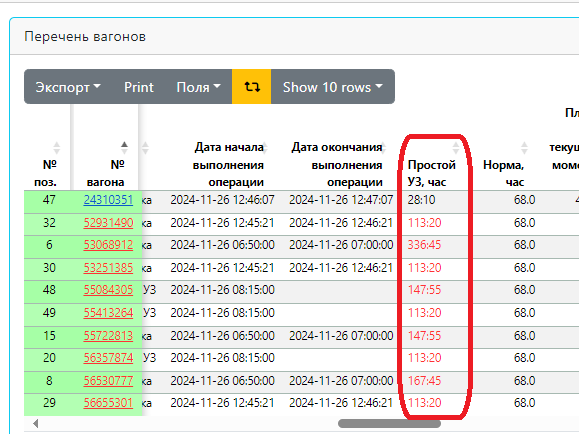 Перечень вагонов
Экспорт Print Поля Show 10 rows
№ поз. № вагона Дата начала выполнения операции Дата окончания выполнения операции Простой УЗ, час Норма, час
47 24310351 ка 2024-11-26 12:46:07 2024-11-26 12:47:07 28:10 68.0
32 52931490 ка 2024-11-26 12:45:21 2024-11-26 12:46:21 113:20 68.0
6 53068912 ка 2024-11-26 06:50:00 2024-11-26 07:00:00 336:45 68.0
30 53251385 ка 2024-11-26 12:45:21 2024-11-26 12:46:21 113:20 68.0
48 55084305 УЗ 2024-11-26 08:15:00 147:55 68.0
49 55413264 УЗ 2024-11-26 08:15:00 113:20 68.0
15 55722813 ка 2024-11-26 06:50:00 2024-11-26 07:00:00 147:55 68.0
20 56357874 УЗ 2024-11-26 08:15:00 113:20 68.0
8 56530777 ка 2024-11-26 06:50:00 2024-11-26 07:00:00 167:45 68.0
29 56655301 ка 2024-11-26 12:45:21 2024-11-26 12:46:21 113:20 68.0